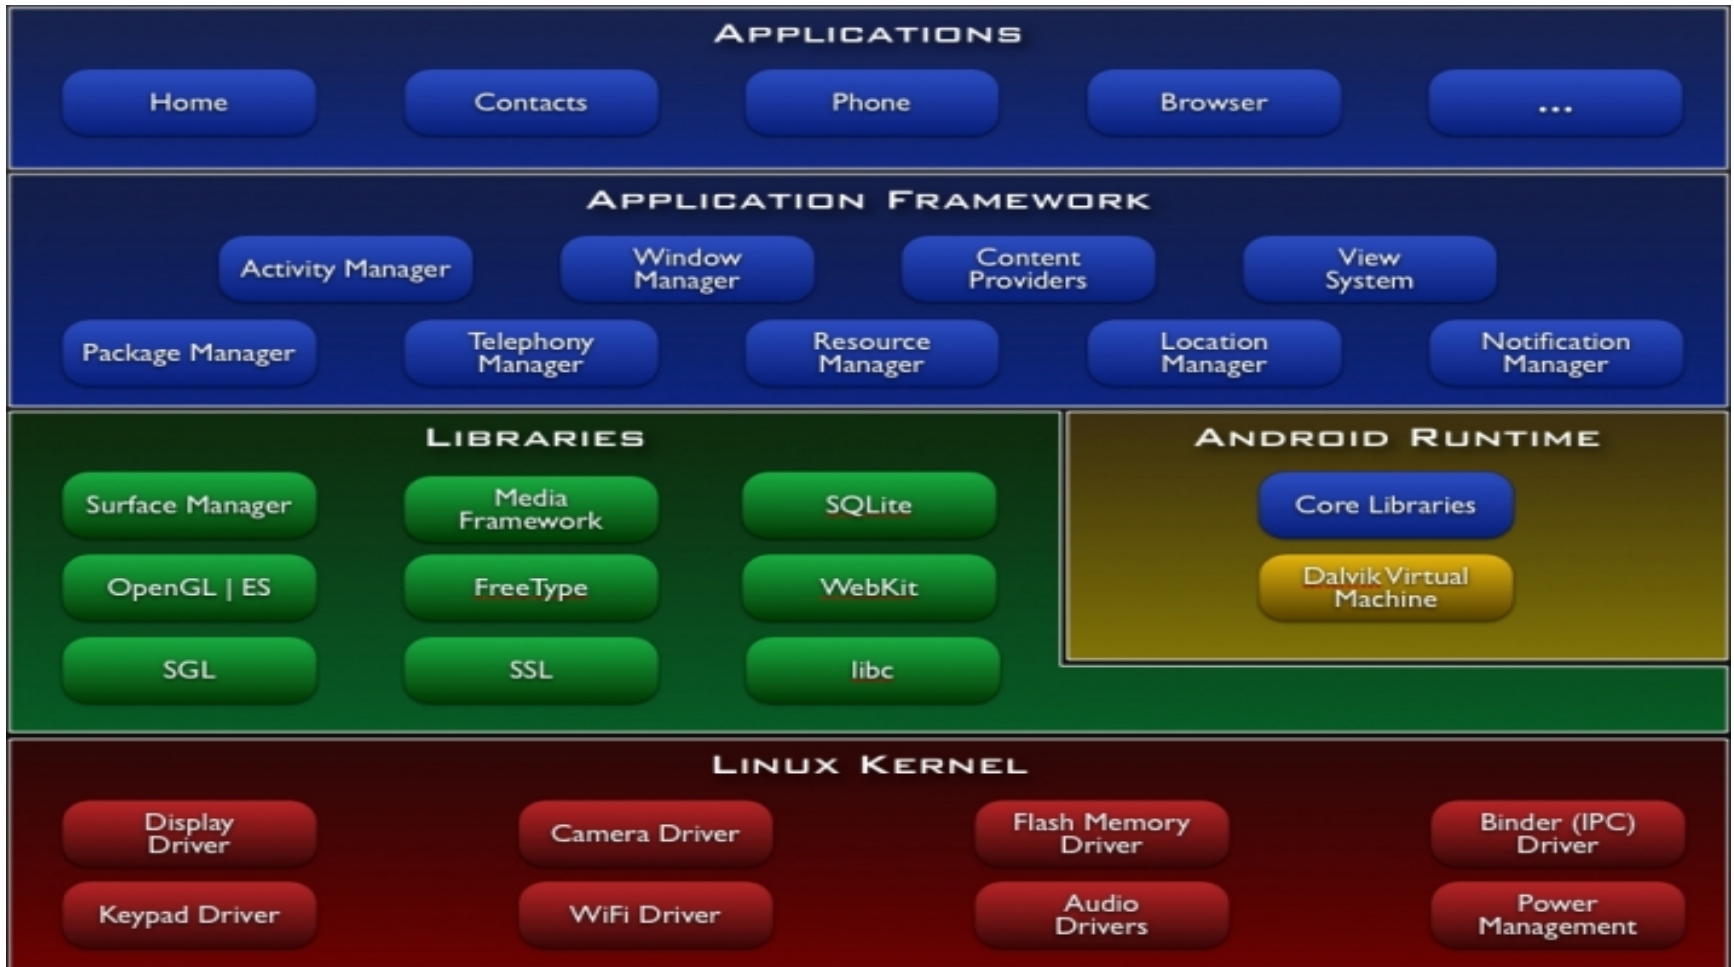 APPLICATIONS
Home
Contacts
Phone
Browser
...
APPLICATION FRAMEWORK
Activity Manager
Window
Manager
Content
Providers
View
System
Package Manager
Telephony
Manager
Resource
Manager
Location
Manager
Notification
Manager
LIBRARIES
Surface Manager
Media
Framework
SQLite
OpenGL | ES
FreeType
WebKit
SGL
SSL
libc
ANDROID RUNTIME
Core Libraries
Dalvik Virtual
Machine
LINUX KERNEL
Display
Driver
Camera Driver
Flash Memory
Driver
Binder (IPC)
Driver
Keypad Driver
WiFi Driver
Audio
Drivers
Power
Management